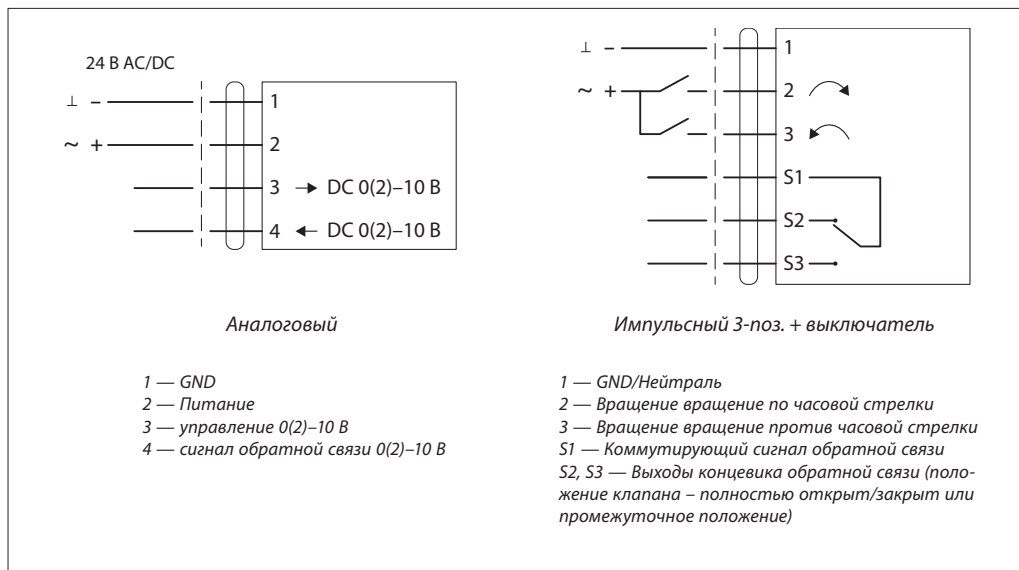 24 В AC/DC
⊥ –
1
~ +
2
3 → DC 0(2)–10 В
4 ← DC 0(2)–10 В
Аналоговый
1 — GND
2 — Питание
3 — управление 0(2)–10 В
4 — сигнал обратной связи 0(2)–10 В
⊥ –
1
~ +
2
3
S1
S2
S3
Импульсный 3-поз. + выключатель
1 — GND/Нейтраль
2 — Вращение вращение по часовой стрелки
3 — Вращение вращение против часовой стрелки
S1 — Коммутирующий сигнал обратной связи
S2, S3 — Выходы концевика обратной связи (поло-
жение клапана – полностью открыт/закрыт или
промежуточное положение)